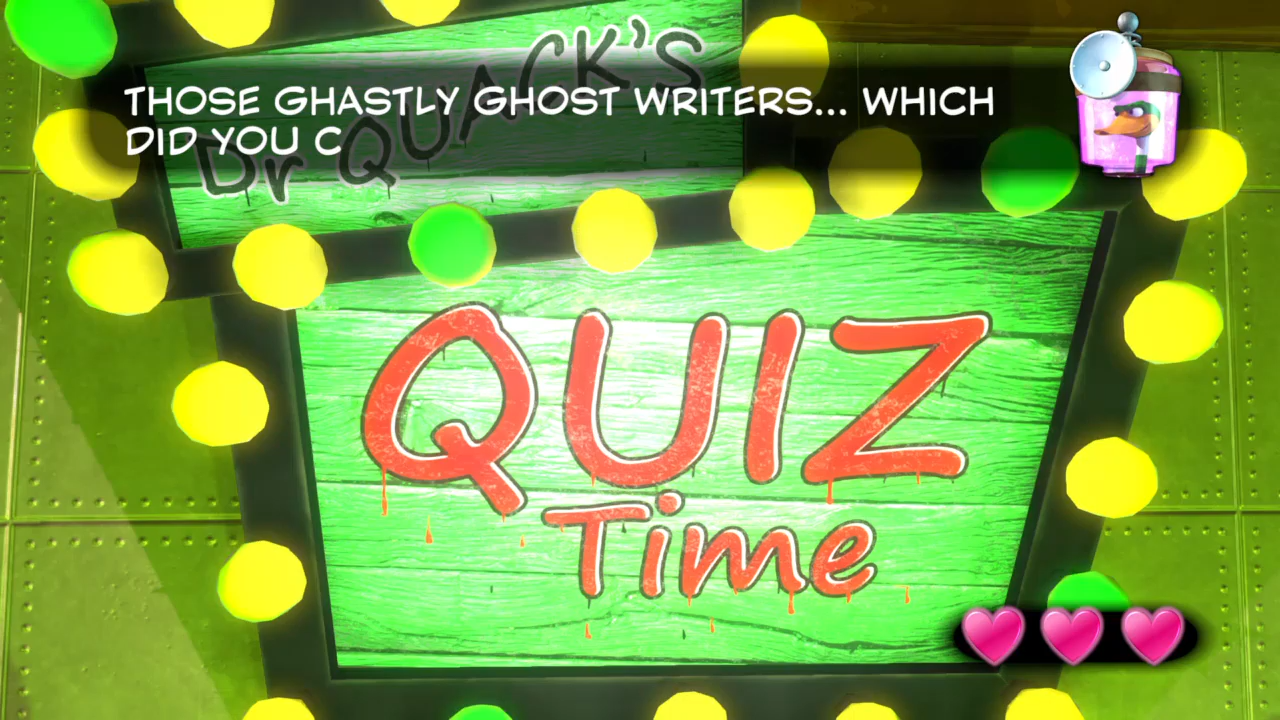 Dr QUACK'S
THOSE GHASTLY GHOST WRITERS... WHICH
DID YOU C
QUIZ
Time